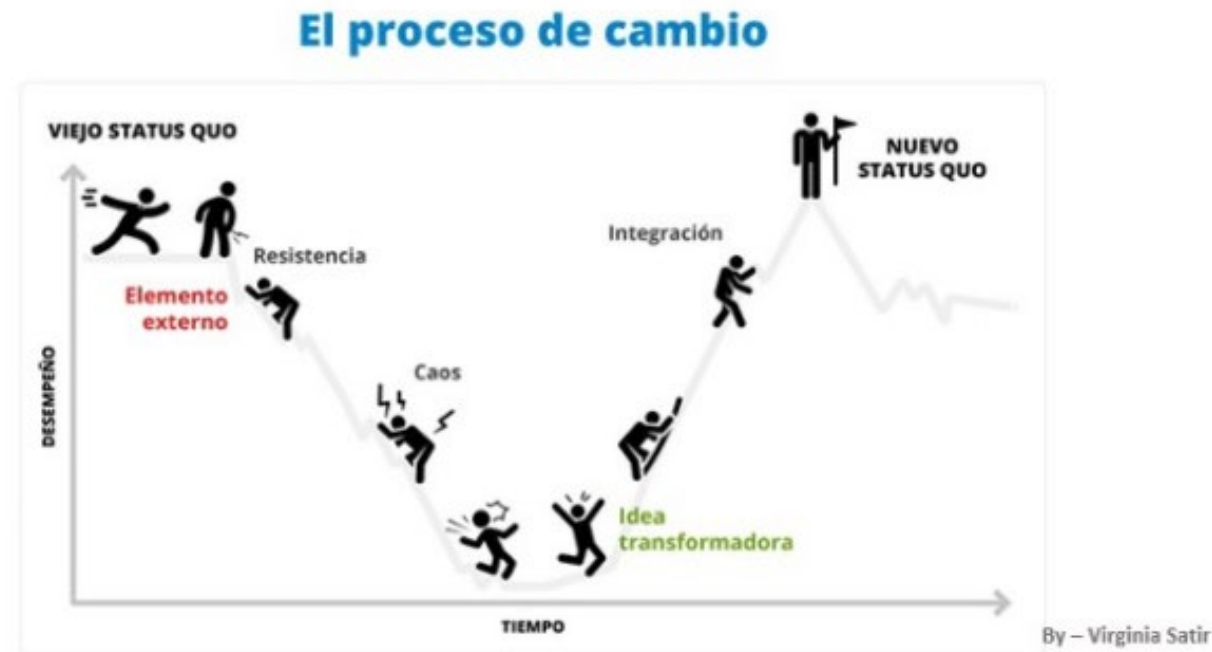 El proceso de cambio
VIEJO STATUS QUO
NUEVO
STATUS QUO
Integración
Resistencia
Elemento
externo
Caos
DESEMPEÑO
Idea
transformadora
TIEMPO
By – Virginia Satir